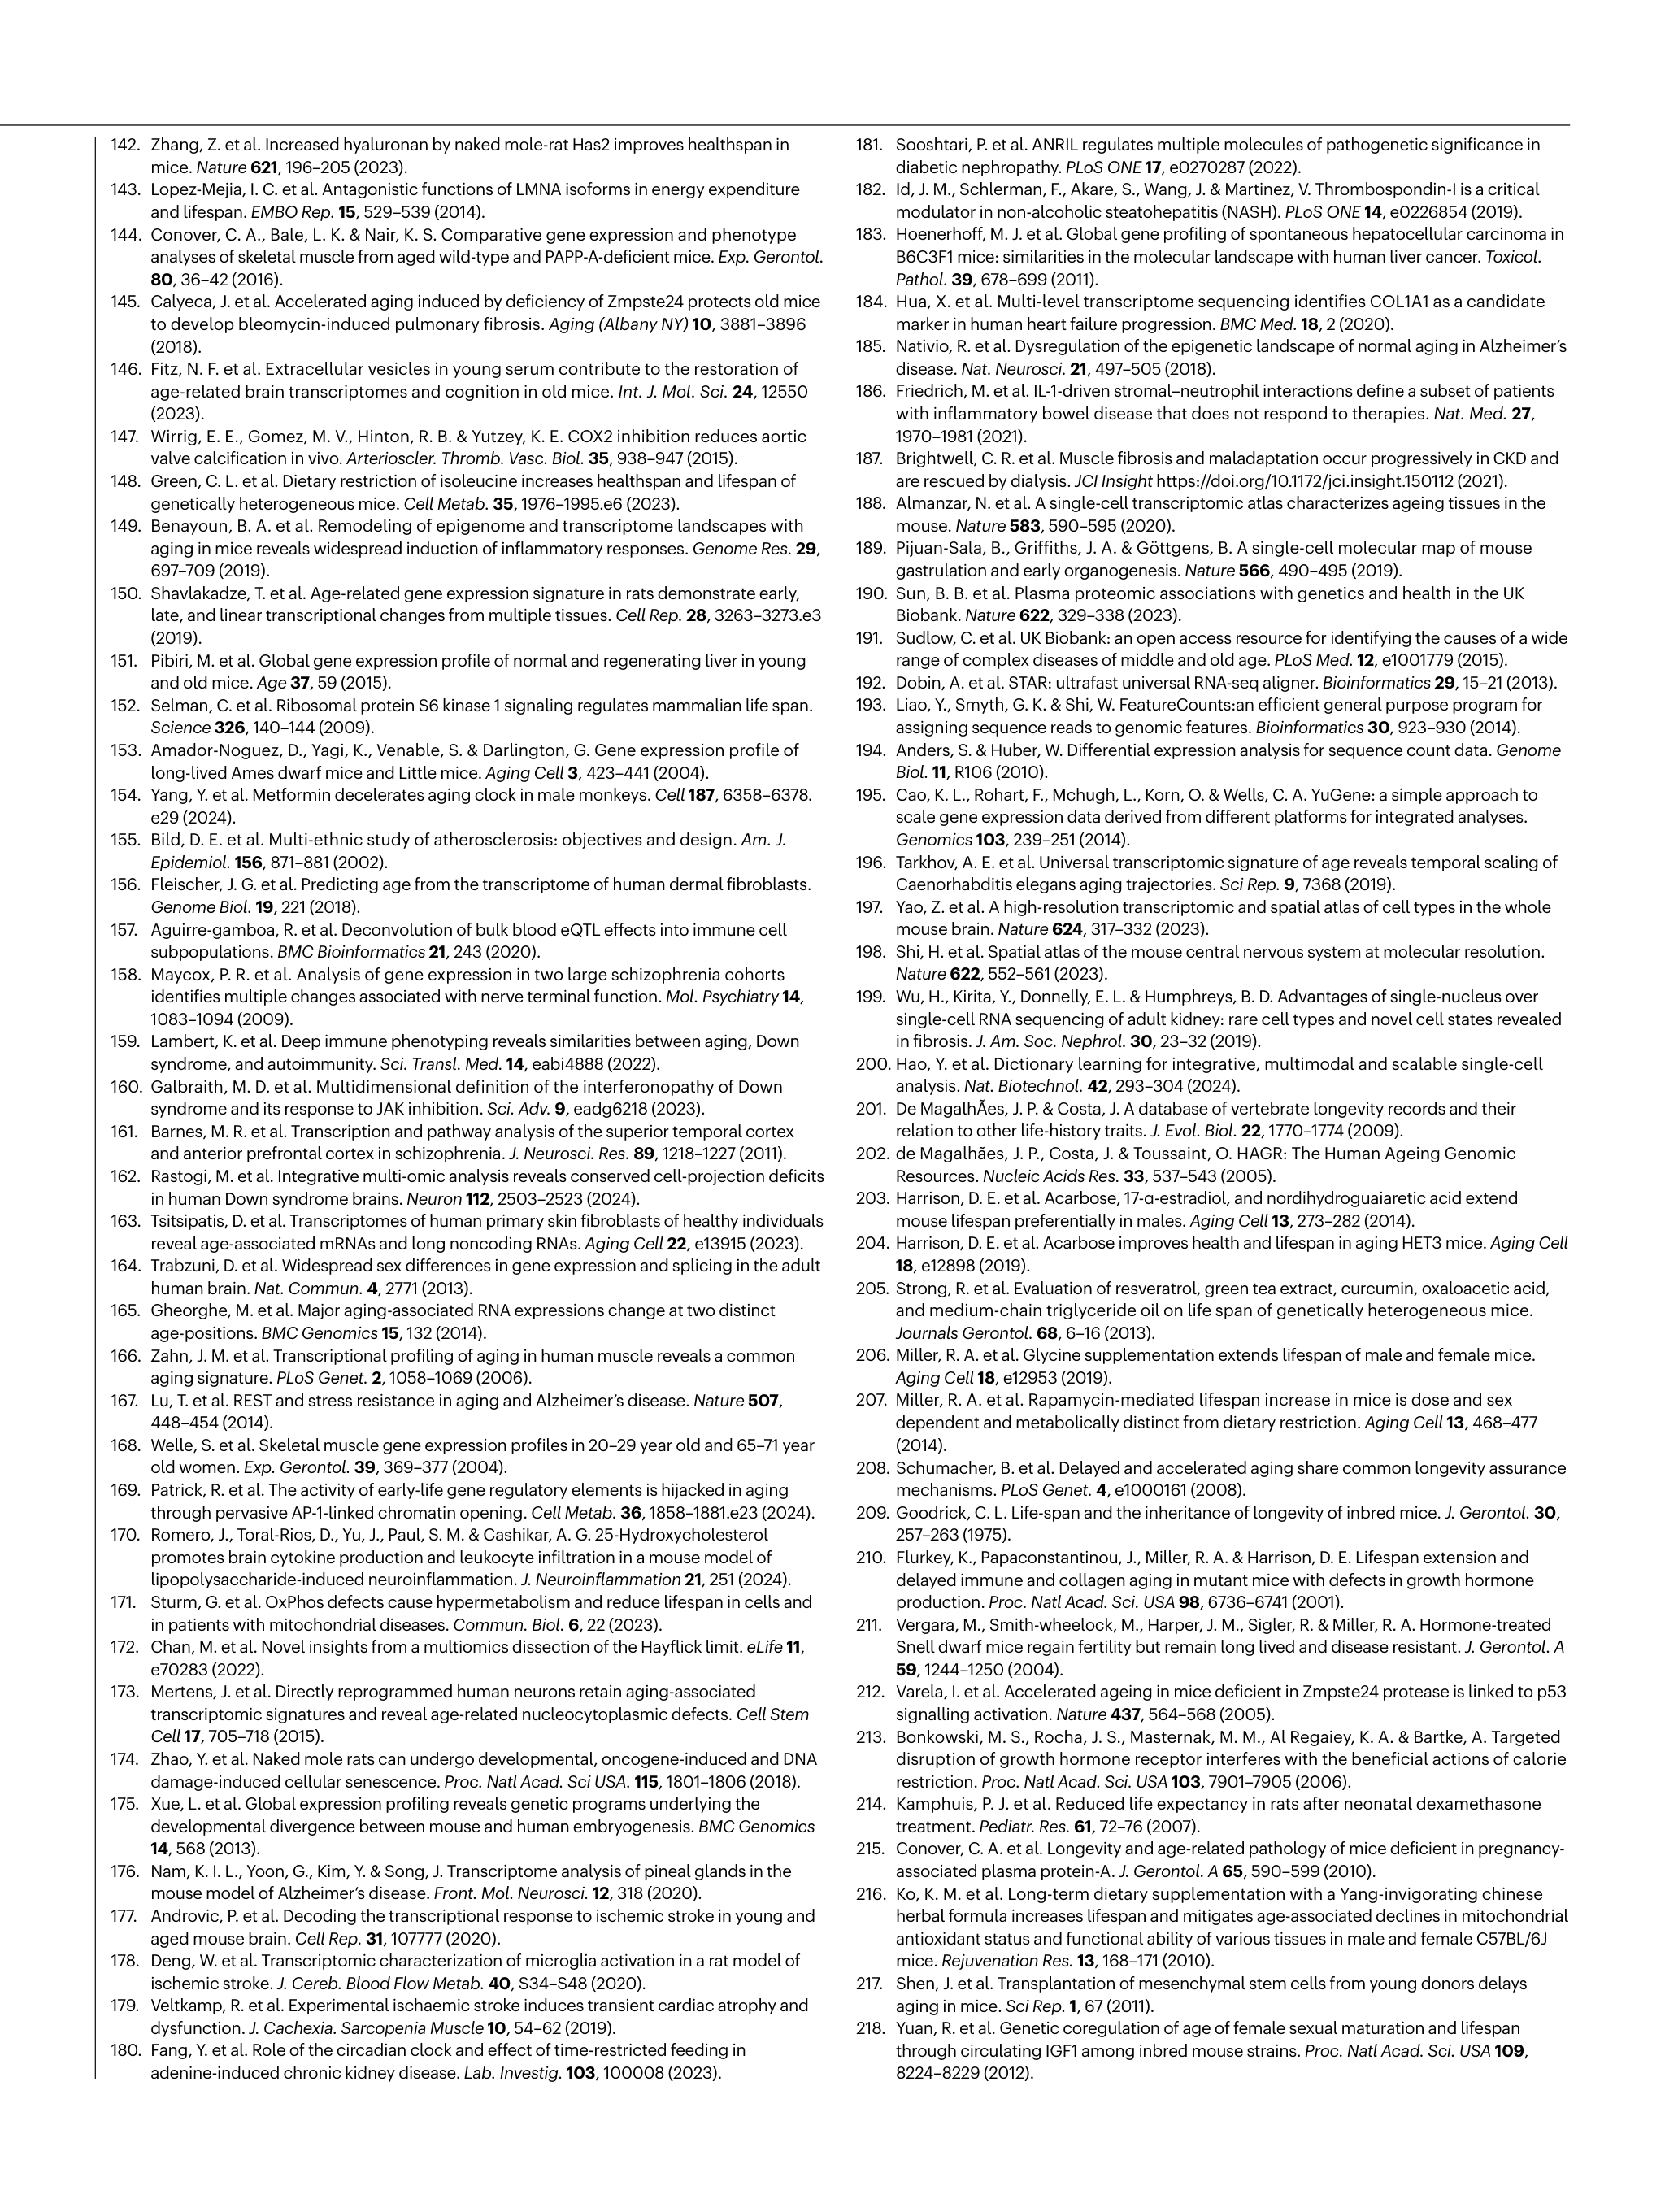 142. Zhang, Z. et al. Increased hyaluronan by naked mole-rat Has2 improves healthspan in
mice. Nature 621, 196–205 (2023).
143. Lopez-Mejia, I. C. et al. Antagonistic functions of LMNA isoforms in energy expenditure
and lifespan. EMBO Rep. 15, 529–539 (2014).
144. Conover, C. A., Bale, L. K. & Nair, K. S. Comparative gene expression and phenotype
analyses of skeletal muscle from aged wild-type and PAPP-A-deficient mice. Exp. Gerontol.
80, 36–42 (2016).
145. Calyeca, J. et al. Accelerated aging induced by deficiency of Zmpste24 protects old mice
to develop bleomycin-induced pulmonary fibrosis. Aging (Albany NY) 10, 3881–3896
(2018).
146. Fitz, N. F. et al. Extracellular vesicles in young serum contribute to the restoration of
age-related brain transcriptomes and cognition in old mice. Int. J. Mol. Sci. 24, 12550
(2023).
147. Wirrig, E. E., Gomez, M. V., Hinton, R. B. & Yutzey, K. E. COX2 inhibition reduces aortic
valve calcification in vivo. Arterioscler. Thromb. Vasc. Biol. 35, 938–947 (2015).
148. Green, C. L. et al. Dietary restriction of isoleucine increases healthspan and lifespan of
genetically heterogeneous mice. Cell Metab. 35, 1976–1995.e6 (2023).
149. Benayoun, B. A. et al. Remodeling of epigenome and transcriptome landscapes with
aging in mice reveals widespread induction of inflammatory responses. Genome Res. 29,
697–709 (2019).
150. Shavlakadze, T. et al. Age-related gene expression signature in rats demonstrate early,
late, and linear transcriptional changes from multiple tissues. Cell Rep. 28, 3263–3273.e3
(2019).
151. Pibiri, M. et al. Global gene expression profile of normal and regenerating liver in young
and old mice. Age 37, 59 (2015).
152. Selman, C. et al. Ribosomal protein S6 kinase 1 signaling regulates mammalian life span.
Science 326, 140–144 (2009).
153. Amador-Noguez, D., Yagi, K., Venable, S. & Darlington, G. Gene expression profile of
long-lived Ames dwarf mice and Little mice. Aging Cell 3, 423–441 (2004).
154. Yang, Y. et al. Metformin decelerates aging clock in male monkeys. Cell 187, 6358–6378.
e29 (2024).
155. Bild, D. E. et al. Multi-ethnic study of atherosclerosis: objectives and design. Am. J.
Epidemiol. 156, 871–881 (2002).
156. Fleischer, J. G. et al. Predicting age from the transcriptome of human dermal fibroblasts.
Genome Biol. 19, 221 (2018).
157. Aguirre-gamboa, R. et al. Deconvolution of bulk blood eQTL effects into immune cell
subpopulations. BMC Bioinformatics 21, 243 (2020).
158. Maycox, P. R. et al. Analysis of gene expression in two large schizophrenia cohorts
identifies multiple changes associated with nerve terminal function. Mol. Psychiatry 14,
1083–1094 (2009).
159. Lambert, K. et al. Deep immune phenotyping reveals similarities between aging, Down
syndrome, and autoimmunity. Sci. Transl. Med. 14, eabi4888 (2022).
160. Galbraith, M. D. et al. Multidimensional definition of the interferonopathy of Down
syndrome and its response to JAK inhibition. Sci. Adv. 9, eadg6218 (2023).
161. Barnes, M. R. et al. Transcription and pathway analysis of the superior temporal cortex
and anterior prefrontal cortex in schizophrenia. J. Neurosci. Res. 89, 1218–1227 (2011).
162. Rastogi, M. et al. Integrative multi-omic analysis reveals conserved cell-projection deficits
in human Down syndrome brains. Neuron 112, 2503–2523 (2024).
163. Tsitsipatis, D. et al. Transcriptomes of human primary skin fibroblasts of healthy individuals
reveal age-associated mRNAs and long noncoding RNAs. Aging Cell 22, e13915 (2023).
164. Trabzuni, D. et al. Widespread sex differences in gene expression and splicing in the adult
human brain. Nat. Commun. 4, 2771 (2013).
165. Gheorghe, M. et al. Major aging-associated RNA expressions change at two distinct
age-positions. BMC Genomics 15, 132 (2014).
166. Zahn, J. M. et al. Transcriptional profiling of aging in human muscle reveals a common
aging signature. PLoS Genet. 2, 1058–1069 (2006).
167. Lu, T. et al. REST and stress resistance in aging and Alzheimer’s disease. Nature 507,
448–454 (2014).
168. Welle, S. et al. Skeletal muscle gene expression profiles in 20–29 year old and 65–71 year
old women. Exp. Gerontol. 39, 369–377 (2004).
169. Patrick, R. et al. The activity of early-life gene regulatory elements is hijacked in aging
through pervasive AP-1-linked chromatin opening. Cell Metab. 36, 1858–1881.e23 (2024).
170. Romero, J., Toral-Rios, D., Yu, J., Paul, S. M. & Cashikar, A. G. 25-Hydroxycholesterol
promotes brain cytokine production and leukocyte infiltration in a mouse model of
lipopolysaccharide-induced neuroinflammation. J. Neuroinflammation 21, 251 (2024).
171. Sturm, G. et al. OxPhos defects cause hypermetabolism and reduce lifespan in cells and
in patients with mitochondrial diseases. Commun. Biol. 6, 22 (2023).
172. Chan, M. et al. Novel insights from a multiomics dissection of the Hayflick limit. eLife 11,
e70283 (2022).
173. Mertens, J. et al. Directly reprogrammed human neurons retain aging-associated
transcriptomic signatures and reveal age-related nucleocytoplasmic defects. Cell Stem
Cell 17, 705–718 (2015).
174. Zhao, Y. et al. Naked mole rats can undergo developmental, oncogene-induced and DNA
damage-induced cellular senescence. Proc. Natl Acad. Sci USA. 115, 1801–1806 (2018).
175. Xue, L. et al. Global expression profiling reveals genetic programs underlying the
developmental divergence between mouse and human embryogenesis. BMC Genomics
14, 568 (2013).
176. Nam, K. I. L., Yoon, G., Kim, Y. & Song, J. Transcriptome analysis of pineal glands in the
mouse model of Alzheimer’s disease. Front. Mol. Neurosci. 12, 318 (2020).
177. Androvic, P. et al. Decoding the transcriptional response to ischemic stroke in young and
aged mouse brain. Cell Rep. 31, 107777 (2020).
178. Deng, W. et al. Transcriptomic characterization of microglia activation in a rat model of
ischemic stroke. J. Cereb. Blood Flow Metab. 40, S34–S48 (2020).
179. Veltkamp, R. et al. Experimental ischaemic stroke induces transient cardiac atrophy and
dysfunction. J. Cachexia. Sarcopenia Muscle 10, 54–62 (2019).
180. Fang, Y. et al. Role of the circadian clock and effect of time-restricted feeding in
adenine-induced chronic kidney disease. Lab. Investig. 103, 100008 (2023).
181. Sooshtari, P. et al. ANRIL regulates multiple molecules of pathogenetic significance in
diabetic nephropathy. PLoS ONE 17, e0270287 (2022).
182. Id, J. M., Schlerman, F., Akare, S., Wang, J. & Martinez, V. Thrombospondin-I is a critical
modulator in non-alcoholic steatohepatitis (NASH). PLoS ONE 14, e0226854 (2019).
183. Hoenerhoff, M. J. et al. Global gene profiling of spontaneous hepatocellular carcinoma in
B6C3F1 mice: similarities in the molecular landscape with human liver cancer. Toxicol.
Pathol. 39, 678–699 (2011).
184. Hua, X. et al. Multi-level transcriptome sequencing identifies COL1A1 as a candidate
marker in human heart failure progression. BMC Med. 18, 2 (2020).
185. Nativio, R. et al. Dysregulation of the epigenetic landscape of normal aging in Alzheimer’s
disease. Nat. Neurosci. 21, 497–505 (2018).
186. Friedrich, M. et al. IL-1-driven stromal–neutrophil interactions define a subset of patients
with inflammatory bowel disease that does not respond to therapies. Nat. Med. 27,
1970–1981 (2021).
187. Brightwell, C. R. et al. Muscle fibrosis and maladaptation occur progressively in CKD and
are rescued by dialysis. JCI Insight https://doi.org/10.1172/jci.insight.150112 (2021).
188. Almanzar, N. et al. A single-cell transcriptomic atlas characterizes ageing tissues in the
mouse. Nature 583, 590–595 (2020).
189. Pijuan-Sala, B., Griffiths, J. A. & Göttgens, B. A single-cell molecular map of mouse
gastrulation and early organogenesis. Nature 566, 490–495 (2019).
190. Sun, B. B. et al. Plasma proteomic associations with genetics and health in the UK
Biobank. Nature 622, 329–338 (2023).
191. Sudlow, C. et al. UK Biobank: an open access resource for identifying the causes of a wide
range of complex diseases of middle and old age. PLoS Med. 12, e1001779 (2015).
192. Dobin, A. et al. STAR: ultrafast universal RNA-seq aligner. Bioinformatics 29, 15–21 (2013).
193. Liao, Y., Smyth, G. K. & Shi, W. FeatureCounts:an efficient general purpose program for
assigning sequence reads to genomic features. Bioinformatics 30, 923–930 (2014).
194. Anders, S. & Huber, W. Differential expression analysis for sequence count data. Genome
Biol. 11, R106 (2010).
195. Cao, K. L., Rohart, F., Mchugh, L., Korn, O. & Wells, C. A. YuGene: a simple approach to
scale gene expression data derived from different platforms for integrated analyses.
Genomics 103, 239–251 (2014).
196. Tarkhov, A. E. et al. Universal transcriptomic signature of age reveals temporal scaling of
Caenorhabditis elegans aging trajectories. Sci Rep. 9, 7368 (2019).
197. Yao, Z. et al. A high-resolution transcriptomic and spatial atlas of cell types in the whole
mouse brain. Nature 624, 317–332 (2023).
198. Shi, H. et al. Spatial atlas of the mouse central nervous system at molecular resolution.
Nature 622, 552–561 (2023).
199. Wu, H., Kirita, Y., Donnelly, E. L. & Humphreys, B. D. Advantages of single-nucleus over
single-cell RNA sequencing of adult kidney: rare cell types and novel cell states revealed
in fibrosis. J. Am. Soc. Nephrol. 30, 23–32 (2019).
200. Hao, Y. et al. Dictionary learning for integrative, multimodal and scalable single-cell
analysis. Nat. Biotechnol. 42, 293–304 (2024).
201. De MagalhÃes, J. P. & Costa, J. A database of vertebrate longevity records and their
relation to other life-history traits. J. Evol. Biol. 22, 1770–1774 (2009).
202. de Magalhães, J. P., Costa, J. & Toussaint, O. HAGR: The Human Ageing Genomic
Resources. Nucleic Acids Res. 33, 537–543 (2005).
203. Harrison, D. E. et al. Acarbose, 17-α-estradiol, and nordihydroguaiaretic acid extend
mouse lifespan preferentially in males. Aging Cell 13, 273–282 (2014).
204. Harrison, D. E. et al. Acarbose improves health and lifespan in aging HET3 mice. Aging Cell
18, e12898 (2019).
205. Strong, R. et al. Evaluation of resveratrol, green tea extract, curcumin, oxaloacetic acid,
and medium-chain triglyceride oil on life span of genetically heterogeneous mice.
Journals Gerontol. 68, 6–16 (2013).
206. Miller, R. A. et al. Glycine supplementation extends lifespan of male and female mice.
Aging Cell 18, e12953 (2019).
207. Miller, R. A. et al. Rapamycin-mediated lifespan increase in mice is dose and sex
dependent and metabolically distinct from dietary restriction. Aging Cell 13, 468–477
(2014).
208. Schumacher, B. et al. Delayed and accelerated aging share common longevity assurance
mechanisms. PLoS Genet. 4, e1000161 (2008).
209. Goodrick, C. L. Life-span and the inheritance of longevity of inbred mice. J. Gerontol. 30,
257–263 (1975).
210. Flurkey, K., Papaconstantinou, J., Miller, R. A. & Harrison, D. E. Lifespan extension and
delayed immune and collagen aging in mutant mice with defects in growth hormone
production. Proc. Natl Acad. Sci. USA 98, 6736–6741 (2001).
211. Vergara, M., Smith-wheelock, M., Harper, J. M., Sigler, R. & Miller, R. A. Hormone-treated
Snell dwarf mice regain fertility but remain long lived and disease resistant. J. Gerontol. A
59, 1244–1250 (2004).
212. Varela, I. et al. Accelerated ageing in mice deficient in Zmpste24 protease is linked to p53
signalling activation. Nature 437, 564–568 (2005).
213. Bonkowski, M. S., Rocha, J. S., Masternak, M. M., Al Regaiey, K. A. & Bartke, A. Targeted
disruption of growth hormone receptor interferes with the beneficial actions of calorie
restriction. Proc. Natl Acad. Sci. USA 103, 7901–7905 (2006).
214. Kamphuis, P. J. et al. Reduced life expectancy in rats after neonatal dexamethasone
treatment. Pediatr. Res. 61, 72–76 (2007).
215. Conover, C. A. et al. Longevity and age-related pathology of mice deficient in pregnancy-
associated plasma protein-A. J. Gerontol. A 65, 590–599 (2010).
216. Ko, K. M. et al. Long-term dietary supplementation with a Yang-invigorating chinese
herbal formula increases lifespan and mitigates age-associated declines in mitochondrial
antioxidant status and functional ability of various tissues in male and female C57BL/6J
mice. Rejuvenation Res. 13, 168–171 (2010).
217. Shen, J. et al. Transplantation of mesenchymal stem cells from young donors delays
aging in mice. Sci Rep. 1, 67 (2011).
218. Yuan, R. et al. Genetic coregulation of age of female sexual maturation and lifespan
through circulating IGF1 among inbred mouse strains. Proc. Natl Acad. Sci. USA 109,
8224–8229 (2012).